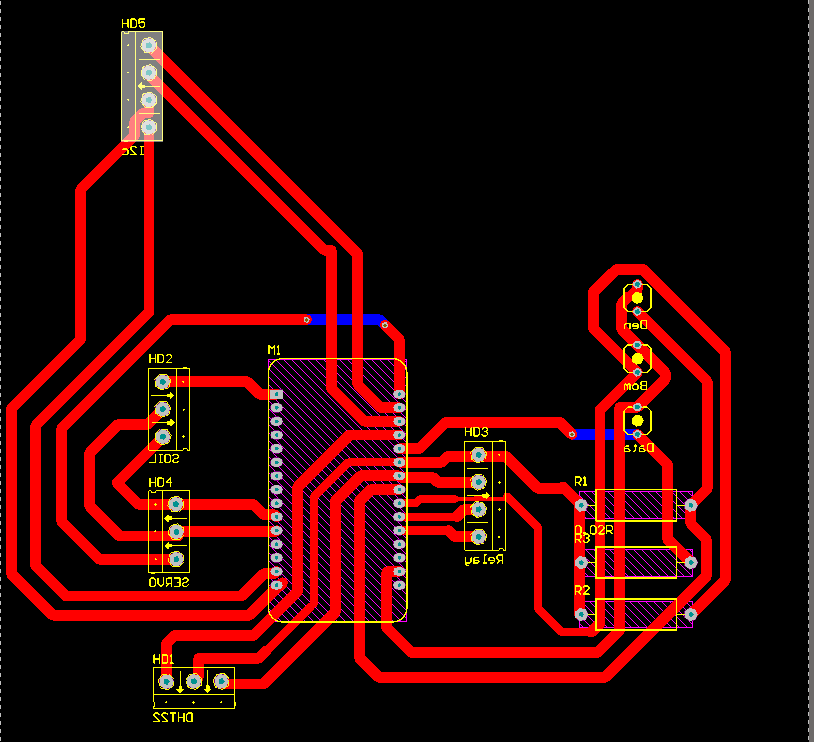 HD5
I2c
M1
HD2
SOIL
HD4
SERVO
HD1
DHT22
HD3
Relay
Den
Bom
Data
R1
0.02R
R3
R2